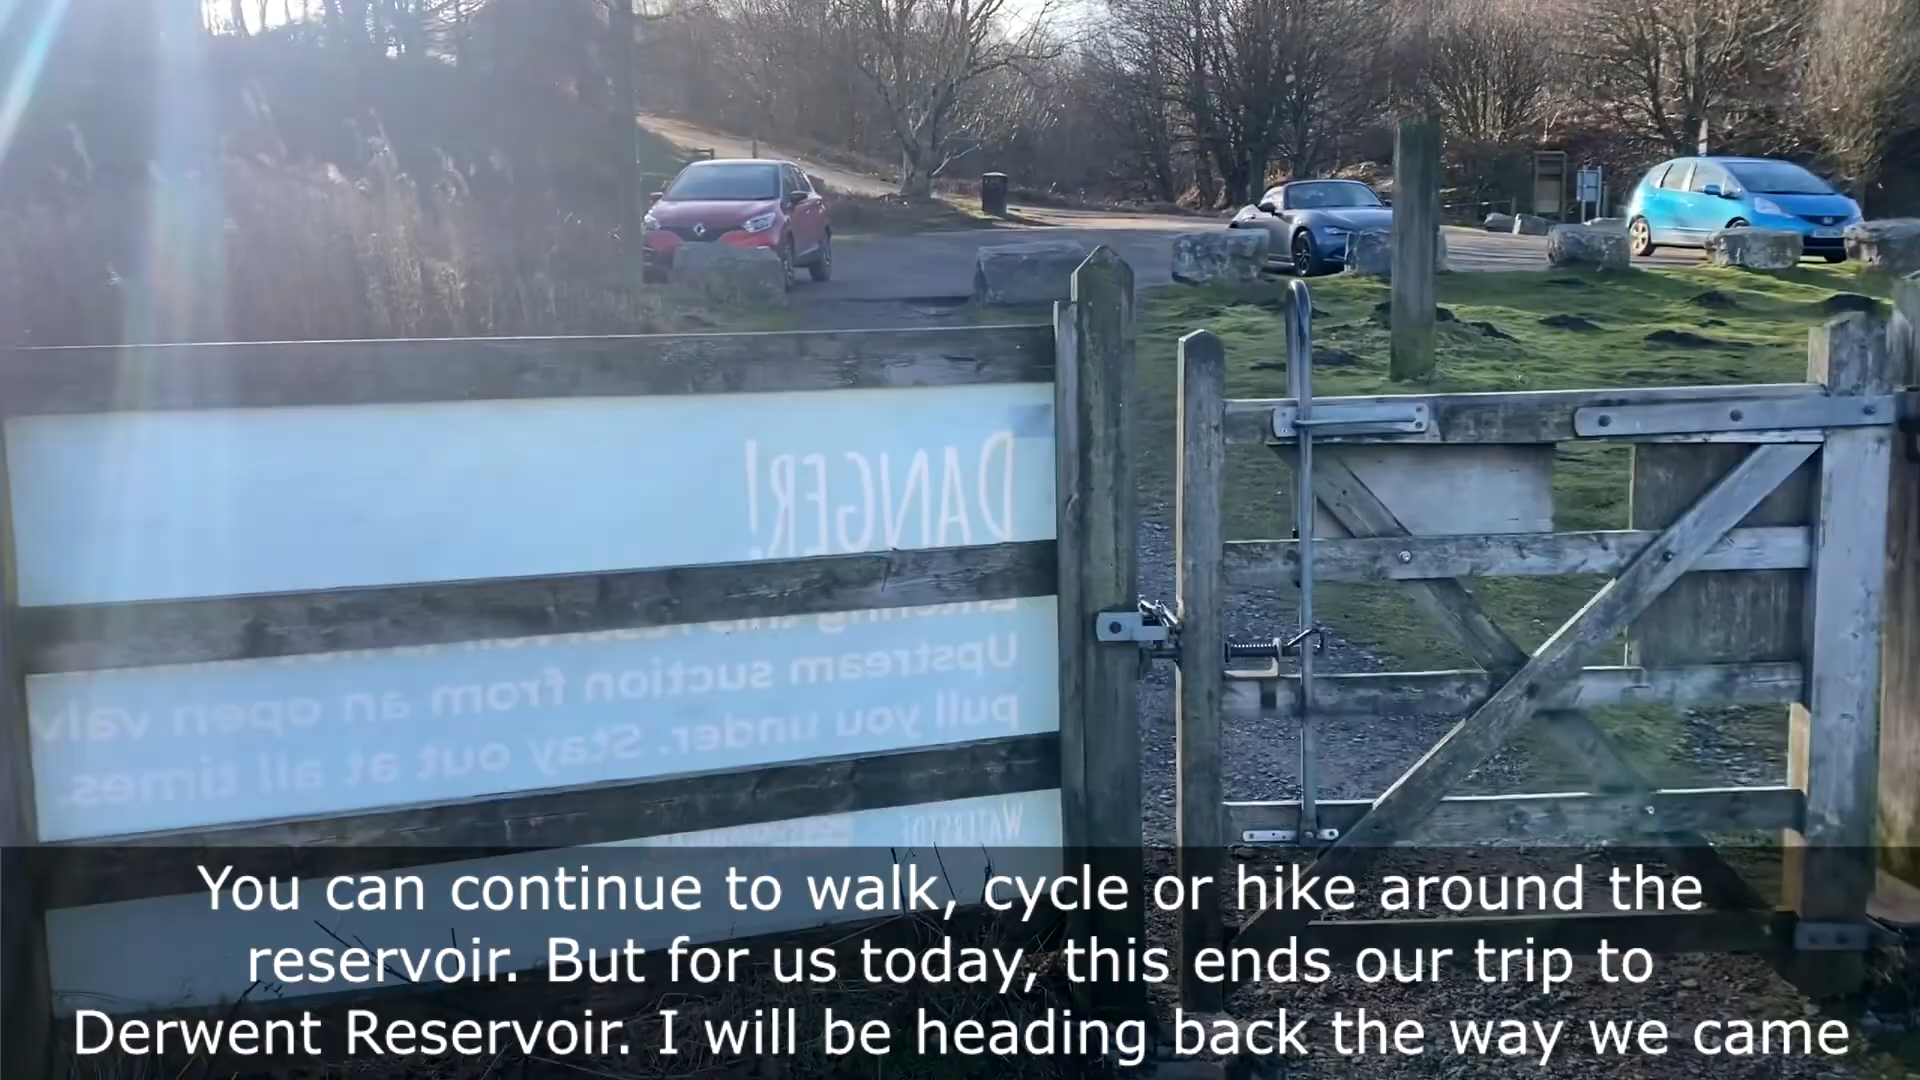 DANGER!
Upstream suction from an open valv
pull you under. Stay out at all times.
WATERSIDE
You can continue to walk, cycle or hike around the
reservoir. But for us today, this ends our trip to
Derwent Reservoir. I will be heading back the way we came